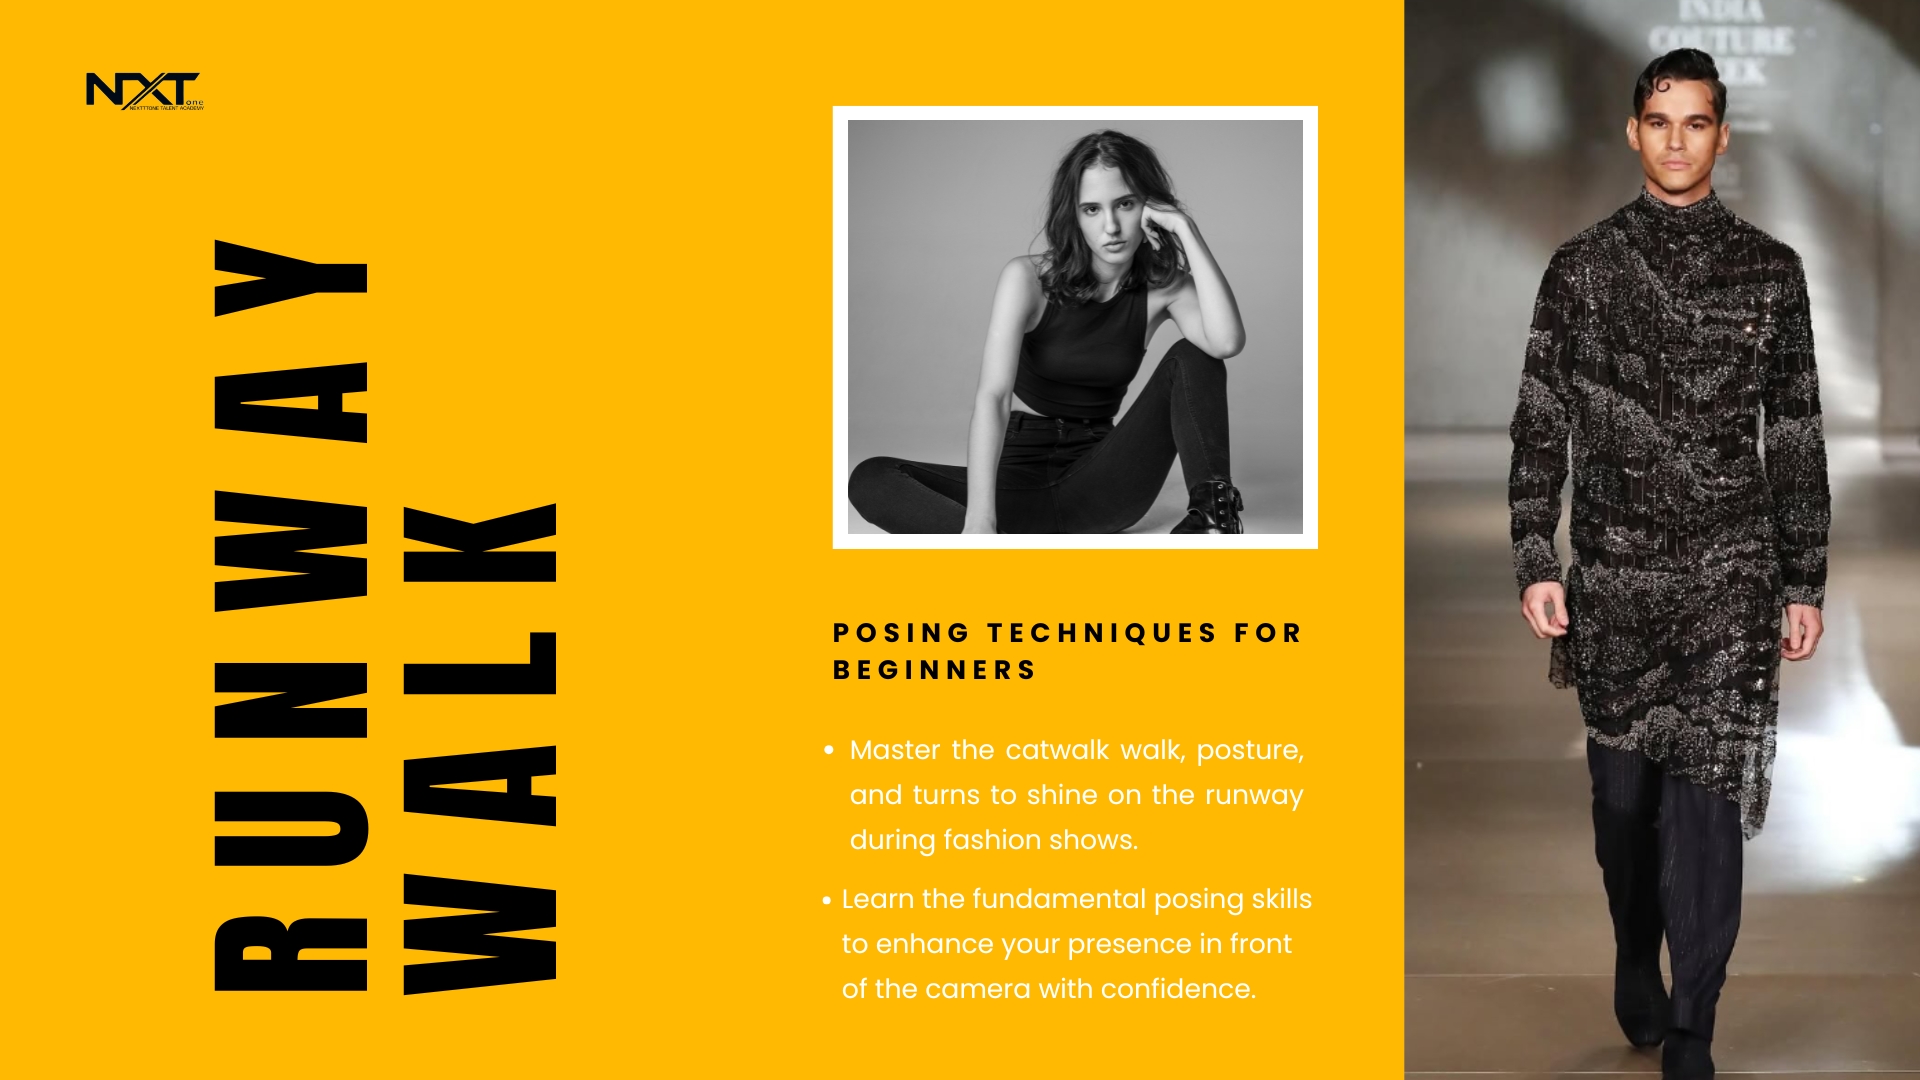 NXT
one
NEXTTTONE TALENT ACADEMY
RUNWAY
WALK
POSING TECHNIQUES FOR
BEGINNERS
• Master the catwalk walk, posture,
and turns to shine on the runway
during fashion shows.
• Learn the fundamental posing skills
to enhance your presence in front
of the camera with confidence.
INDIA
COUTURE